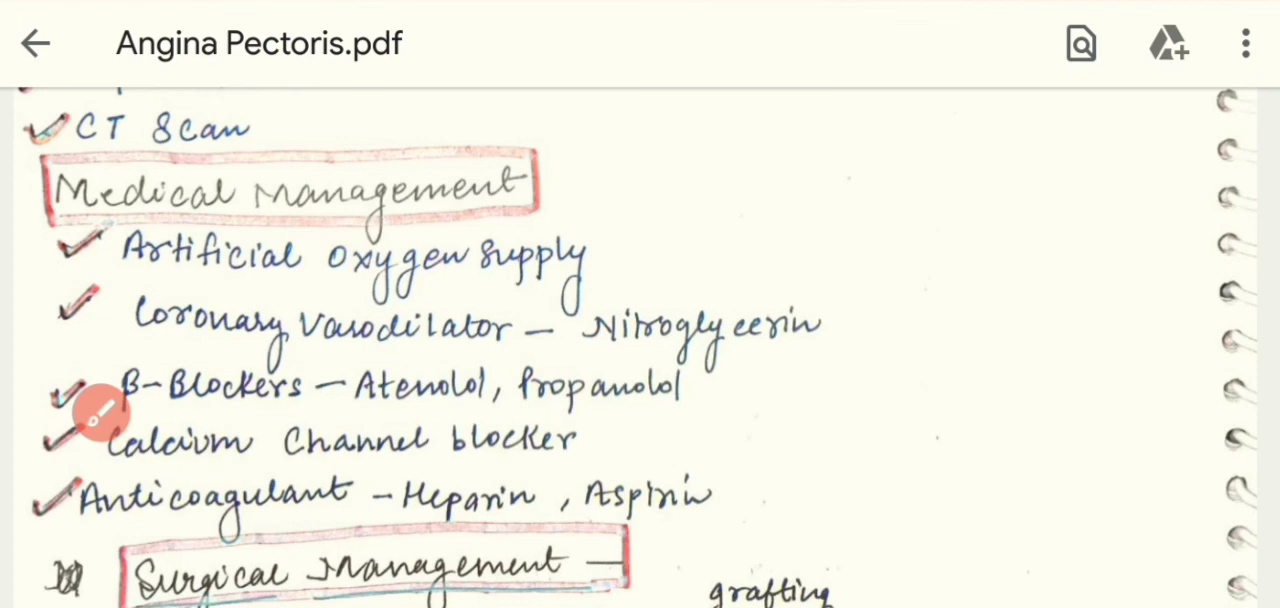 Angina Pectoris.pdf
CT Scan
Medical Management
Artificial oxygen supply
Coronary Vasodilator – Nitroglycerin
β-Blockers – Atenolol, Propanolol
Calcium Channel blocker
Anticoagulant – Heparin, Aspirin
Surgical Management –
grafting